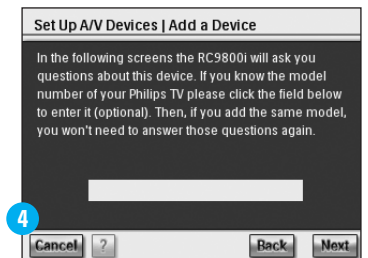 Set Up A/V Devices | Add a Device
In the following screens the RC9800i will ask you
questions about this device. If you know the model
number of your Philips TV please click the field below
to enter it (optional). Then, if you add the same model,
you won't need to answer those questions again.
4
Cancel ? Back Next